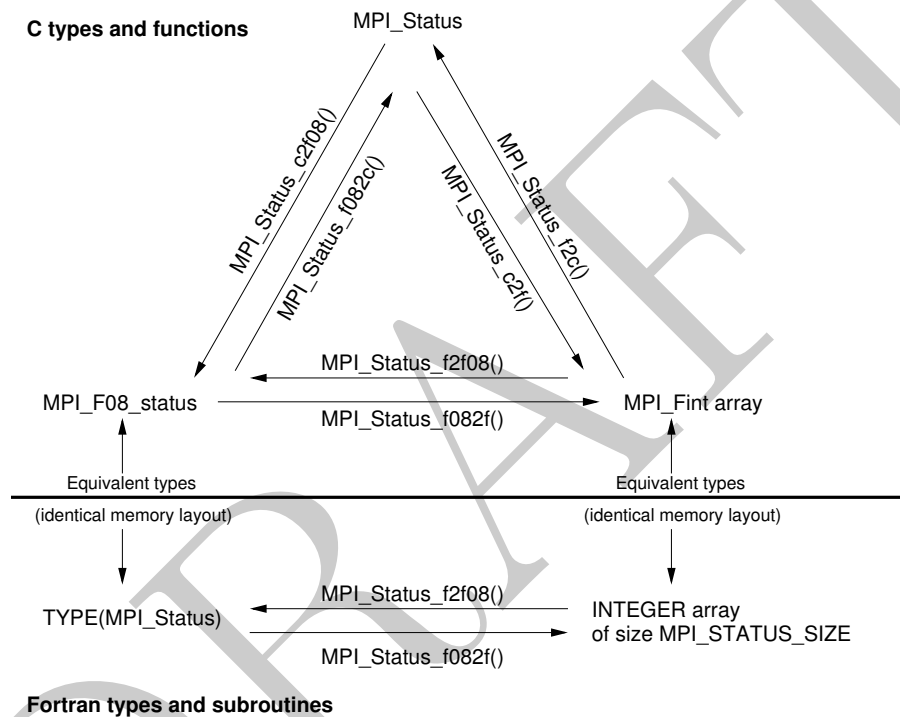 C types and functions
MPI_Status
MPI_Status_c2f08()
MPI_Status_f082c()
MPI_Status_c2f()
MPI_Status_f2c()
MPI_Status_f2f08()
MPI_F08_status
MPI_Fint array
MPI_Status_f082f()
Equivalent types
Equivalent types
(identical memory layout)
(identical memory layout)
MPI_Status_f2f08()
TYPE(MPI_Status)
INTEGER array
of size MPI_STATUS_SIZE
MPI_Status_f082f()
Fortran types and subroutines
DRAFT